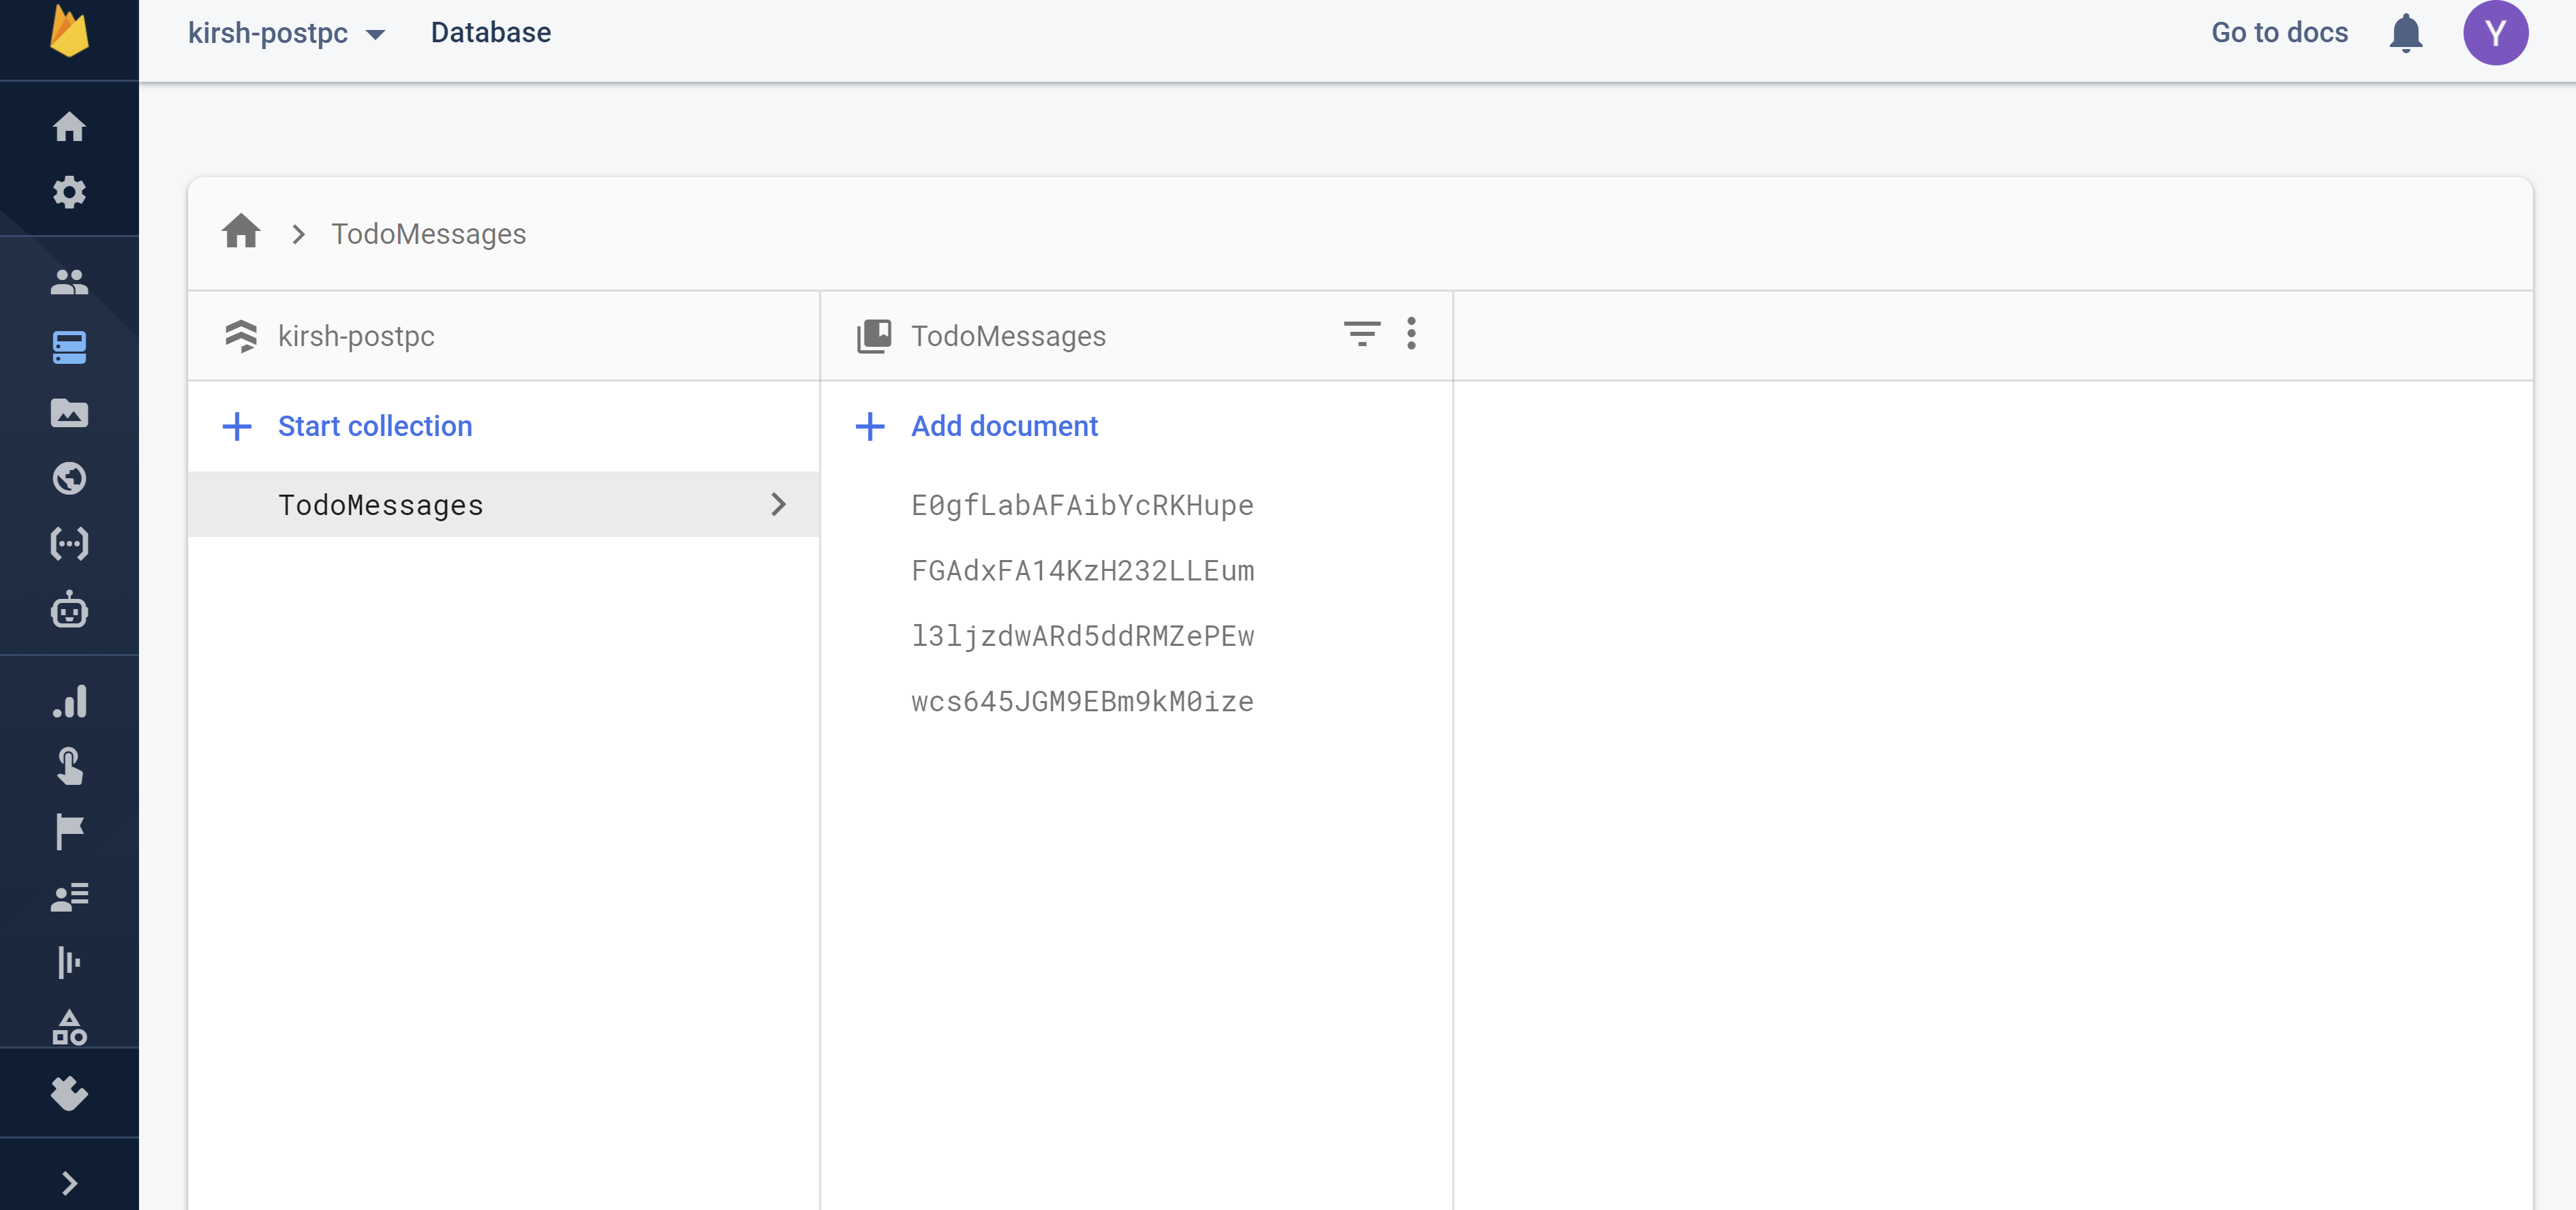 kirsh-postpc
Database
Go to docs
Y
TodoMessages
kirsh-postpc
TodoMessages
Start collection
Add document
TodoMessages
E0gfLabAFAibYcRKHupe
FGAdxFA14KzH232LLEum
l3ljzdwARd5ddRMZePEw
wcs645JGM9EBm9kM0ize